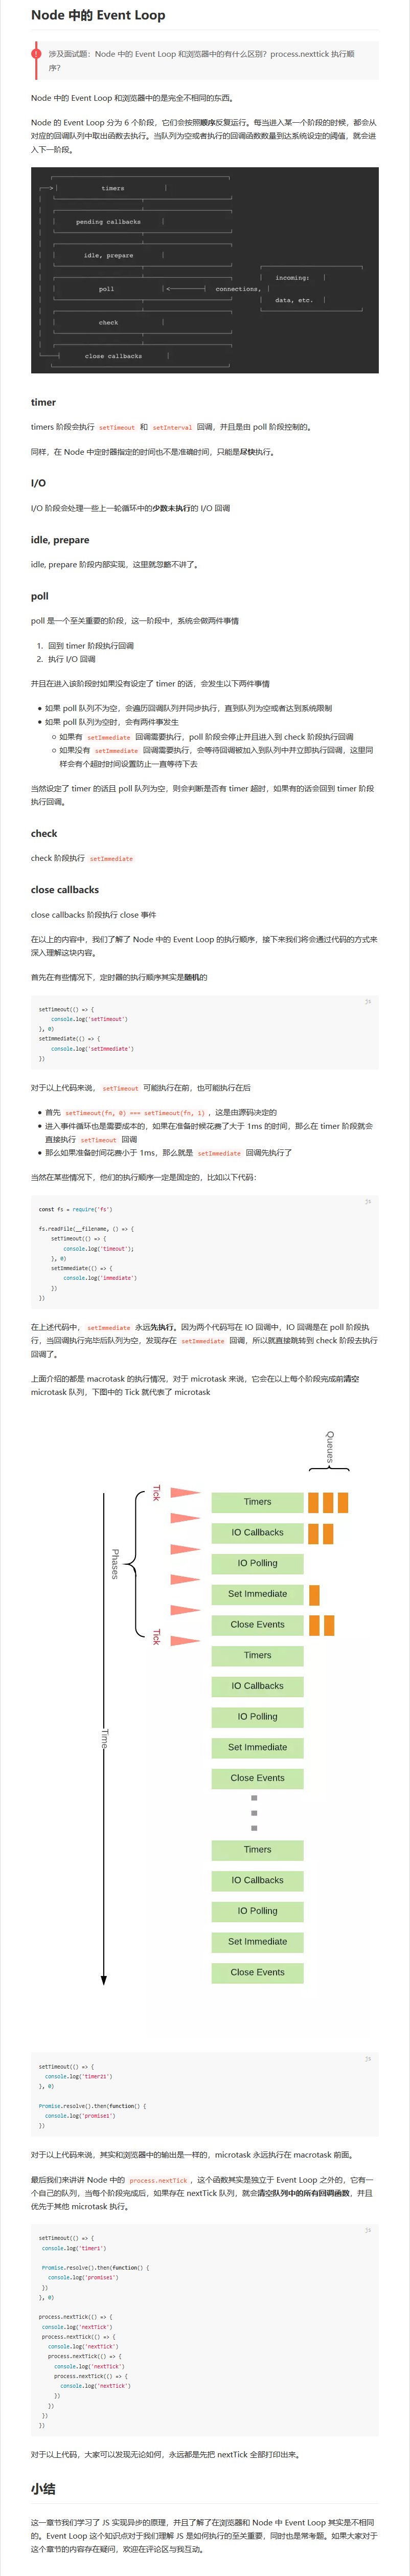 Node 中的 Event Loop
涉及面试题：Node 中的 Event Loop 和浏览器中的有什么区别？process.nexttick 执行顺
序？
Node 中的 Event Loop 和浏览器中的是完全不相同的东西。
Node 的 Event Loop 分为 6 个阶段，它们会按照顺序反复运行。每当进入某一个阶段的时候，都会从
对应的回调队列中取出函数去执行。当队列为空或者执行的回调函数数量到达系统设定的阈值，就会进
入下一阶段。
timers
pending callbacks
idle, prepare
incoming:
poll
connections,
data, etc.
check
close callbacks
timer
timers 阶段会执行 setTimeout 和 setInterval 回调，并且是由 poll 阶段控制的。
同样，在 Node 中定时器指定的时间也不是准确时间，只能是尽快执行。
I/O
I/O 阶段会处理一些上一轮循环中的少数未执行的 I/O 回调
idle, prepare
idle, prepare 阶段内部实现，这里就忽略不讲了。
poll
poll 是一个至关重要的阶段，这一阶段中，系统会做两件事情
1. 回到 timer 阶段执行回调
2. 执行 I/O 回调
并且在进入该阶段时如果没有设定了 timer 的话，会发生以下两件事情
如果 poll 队列不为空，会遍历回调队列并同步执行，直到队列为空或者达到系统限制
如果 poll 队列为空时，会有两件事发生
如果有 setImmediate 回调需要执行，poll 阶段会停止并且进入到 check 阶段执行回调
如果没有 setImmediate 回调需要执行，会等待回调被加入到队列中并立即执行回调，这里同
样会有个超时时间设置防止一直等待下去
当然设定了 timer 的话且 poll 队列为空，则会判断是否有 timer 超时，如果有的话会回到 timer 阶段
执行回调。
check
check 阶段执行 setImmediate
close callbacks
close callbacks 阶段执行 close 事件
在以上的内容中，我们了解了 Node 中的 Event Loop 的执行顺序，接下来我们将会通过代码的方式来
深入理解这块内容。
首先在有些情况下，定时器的执行顺序其实是随机的
js
setTimeout(() => {
console.log('setTimeout')
}, 0)
setImmediate(() => {
console.log('setImmediate')
})
对于以上代码来说，setTimeout 可能执行在前，也可能执行在后
首先 setTimeout(fn, 0) === setTimeout(fn, 1)，这是由源码决定的
进入事件循环也是需要成本的，如果在准备时候花费了大于 1ms 的时间，那么在 timer 阶段就会
直接执行 setTimeout 回调
那么如果准备时间花费小于 1ms，那么就是 setImmediate 回调先执行了
当然在某些情况下，他们的执行顺序一定是固定的，比如以下代码：
js
const fs = require('fs')
fs.readFile(__filename, () => {
setTimeout(() => {
console.log('timeout');
}, 0)
setImmediate(() => {
console.log('immediate')
})
})
在上述代码中，setImmediate 永远先执行。因为两个代码写在 IO 回调中，IO 回调是在 poll 阶段执
行，当回调执行完毕后队列为空，发现存在 setImmediate 回调，所以就直接跳转到 check 阶段去执行
回调了。
上面介绍的都是 macrotask 的执行情况，对于 microtask 来说，它会在以上每个阶段完成前清空
microtask 队列，下图中的 Tick 就代表了 microtask
Queues
Tick
Phases
Tick
Time
Timers
IO Callbacks
IO Polling
Set Immediate
Close Events
Timers
IO Callbacks
IO Polling
Set Immediate
Close Events
Timers
IO Callbacks
IO Polling
Set Immediate
Close Events
js
setTimeout(() => {
console.log('timer21')
}, 0)
Promise.resolve().then(function() {
console.log('promise1')
})
对于以上代码来说，其实和浏览器中的输出是一样的，microtask 永远执行在 macrotask 前面。
最后我们来讲讲 Node 中的 process.nextTick，这个函数其实是独立于 Event Loop 之外的，它有一
个自己的队列，当每个阶段完成后，如果存在 nextTick 队列，就会清空队列中的所有回调函数，并且
优先于其他 microtask 执行。
js
setTimeout(() => {
console.log('timer1')
Promise.resolve().then(function() {
console.log('promise1')
})
}, 0)
process.nextTick(() => {
console.log('nextTick')
process.nextTick(() => {
console.log('nextTick')
process.nextTick(() => {
console.log('nextTick')
process.nextTick(() => {
console.log('nextTick')
})
})
})
})
对于以上代码，大家可以发现无论如何，永远都是先把 nextTick 全部打印出来。
小结
这一章节我们学习了 JS 实现异步的原理，并且了解了在浏览器和 Node 中 Event Loop 其实是不相同
的。Event Loop 这个知识点对于我们理解 JS 是如何执行的至关重要，同时也是常考题。如果大家对于
这个章节的内容存在疑问，欢迎在评论区与我互动。